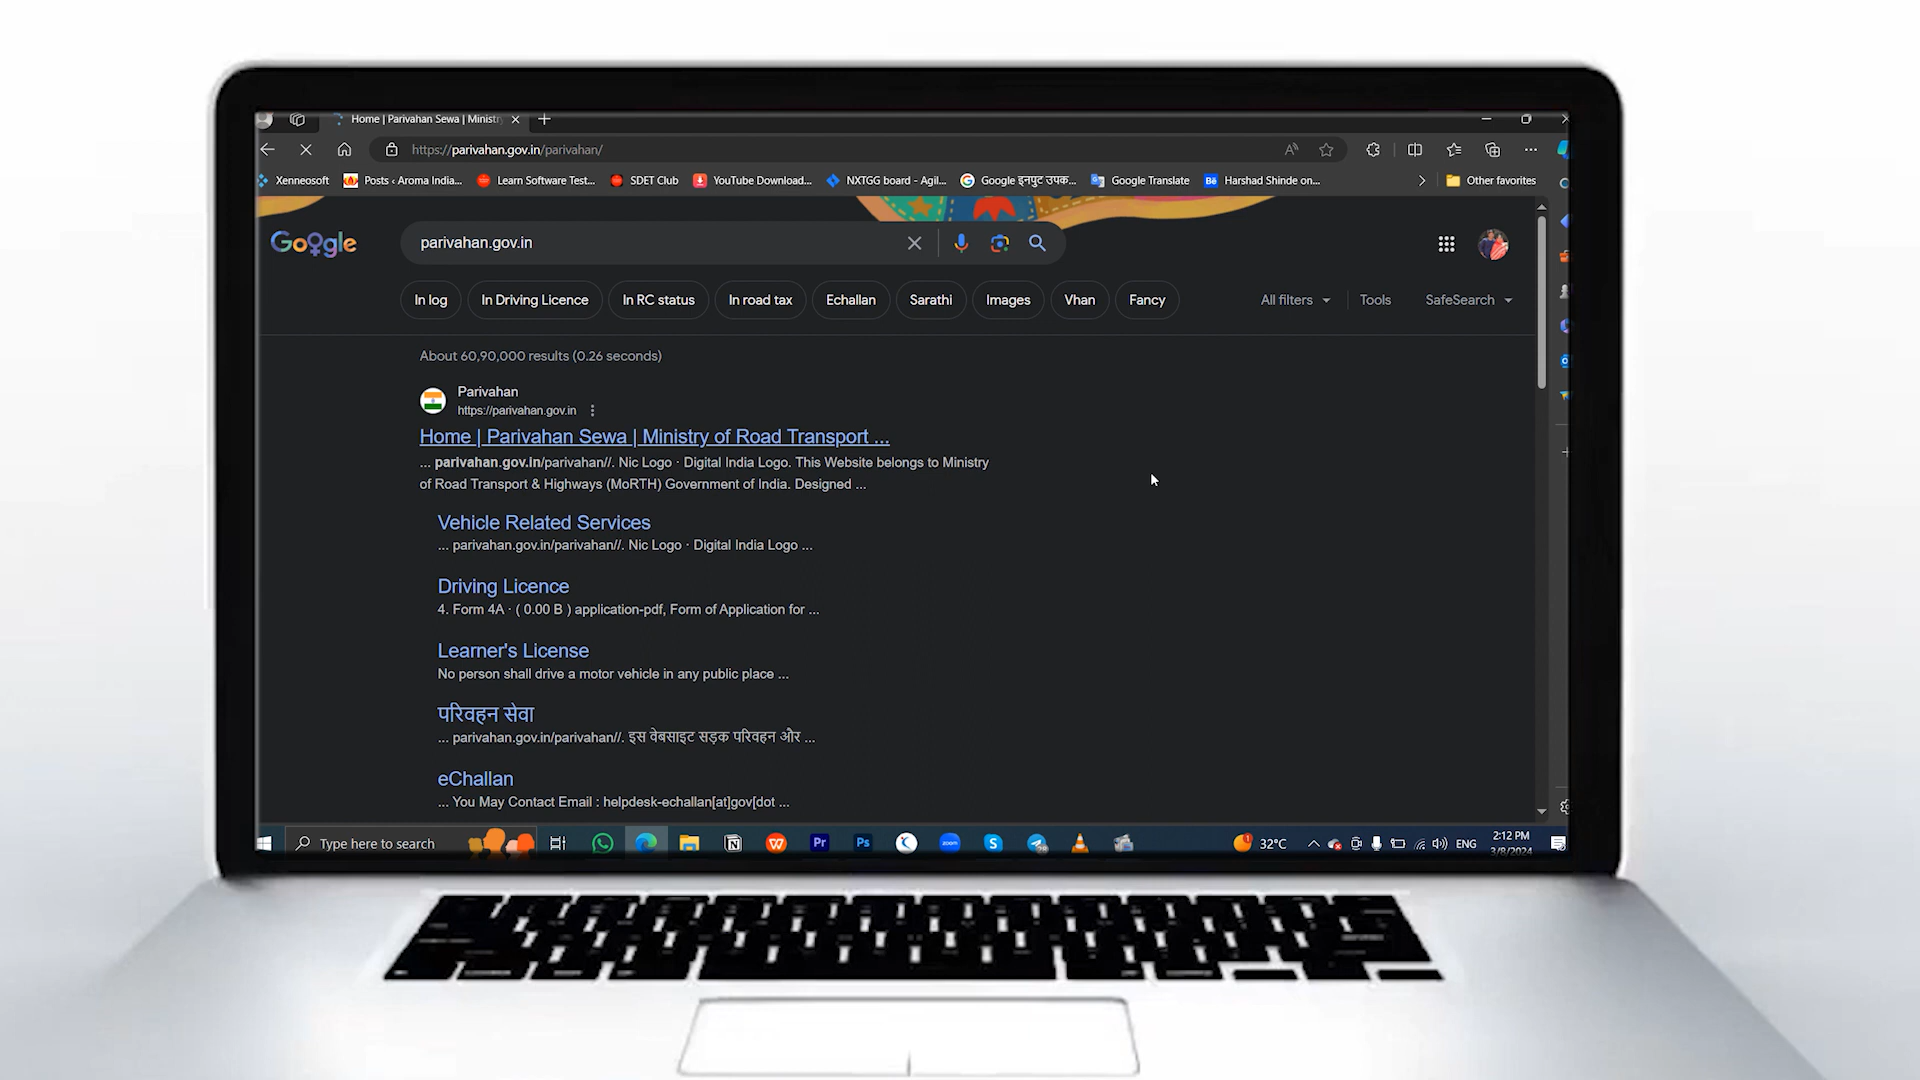 Home | Parivahan Sewa | Ministr
https://parivahan.gov.in/parivahan/
Xenneosoft Posts ‹ Aroma India... Learn Software Test... SDET Club YouTube Download... NXTGG board - Agil... Google इनपुट उपक... Google Translate Bē Harshad Shinde on... Other favorites
Google parivahan.gov.in
In log In Driving Licence In RC status In road tax Echallan Sarathi Images Vhan Fancy All filters Tools SafeSearch
About 60,90,000 results (0.26 seconds)
Parivahan
https://parivahan.gov.in
Home | Parivahan Sewa | Ministry of Road Transport ...
... parivahan.gov.in/parivahan//. Nic Logo · Digital India Logo. This Website belongs to Ministry
of Road Transport & Highways (MoRTH) Government of India. Designed ...
Vehicle Related Services
... parivahan.gov.in/parivahan//. Nic Logo · Digital India Logo ...
Driving Licence
4. Form 4A · ( 0.00 B ) application-pdf, Form of Application for ...
Learner's License
No person shall drive a motor vehicle in any public place ...
परिवहन सेवा
... parivahan.gov.in/parivahan//. इस वेबसाइट सड़क परिवहन और ...
eChallan
... You May Contact Email : helpdesk-echallan[at]gov[dot ...
Type here to search Pr Ps zoom 32°C ENG 2:12 PM
3/8/2024